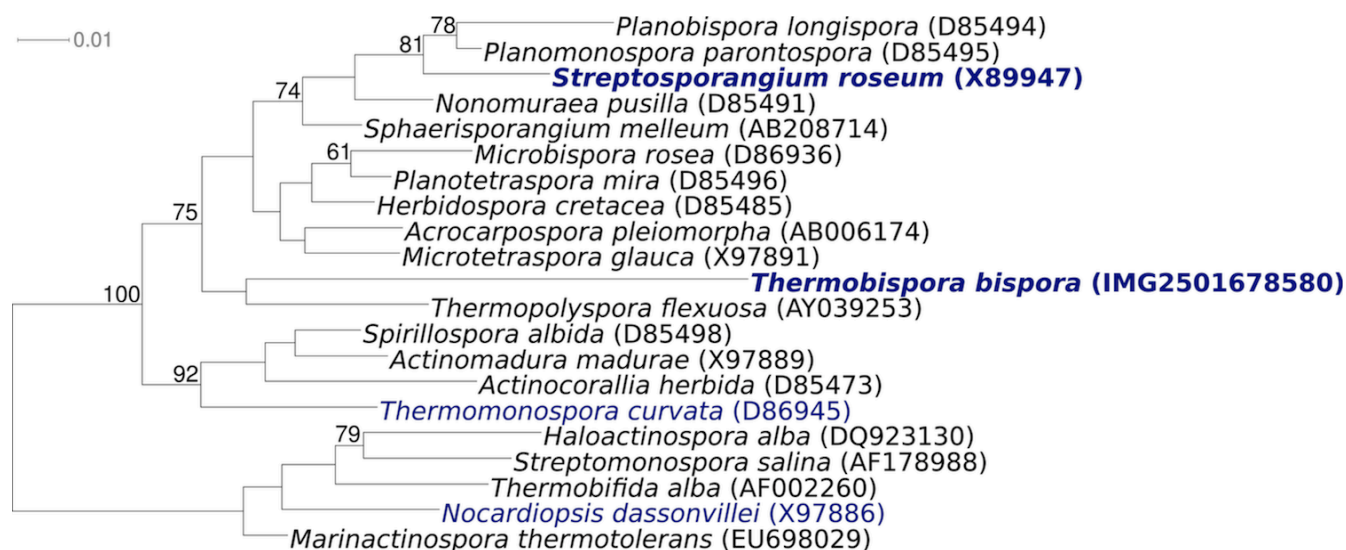 78
Planobispora longispora (D85494)
0.01
81
Planomonospora parontospora (D85495)
Streptosporangium roseum (X89947)
74
Nonomuraea pusilla (D85491)
Sphaerisporangium melleum (AB208714)
61
Microbispora rosea (D86936)
Planotetraspora mira (D85496)
75
Herbidospora cretacea (D85485)
Acrocarpospora pleiomorpha (AB006174)
Microtetraspora glauca (X97891)
Thermobispora bispora (IMG2501678580)
100
Thermopolyspora flexuosa (AY039253)
Spirillospora albida (D85498)
Actinomadura madurae (X97889)
92
Actinocorallia herbida (D85473)
Thermomonospora curvata (D86945)
79
Haloactinospora alba (DQ923130)
Streptomonospora salina (AF178988)
Thermobifida alba (AF002260)
Nocardiopsis dassonvillei (X97886)
Marinactinospora thermotolerans (EU698029)